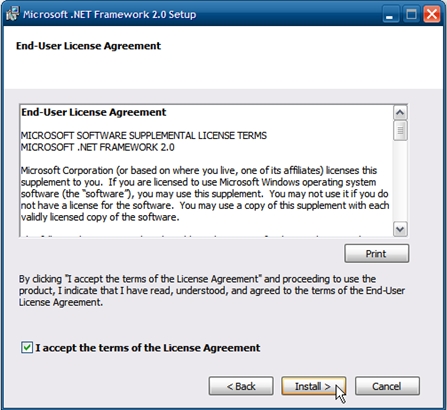 Microsoft .NET Framework 2.0 Setup
End-User License Agreement
End-User License Agreement
MICROSOFT SOFTWARE SUPPLEMENTAL LICENSE TERMS
MICROSOFT .NET FRAMEWORK 2.0
Microsoft Corporation (or based on where you live, one of its affiliates) licenses this
supplement to you. If you are licensed to use Microsoft Windows operating system
software (the "software"), you may use this supplement. You may not use it if you do
not have a license for the software. You may use a copy of this supplement with each
validly licensed copy of the software.
Print
By clicking "I accept the terms of the License Agreement" and proceeding to use the
product, I indicate that I have read, understood, and agreed to the terms of the End-User
License Agreement.
I accept the terms of the License Agreement
< Back
Install >
Cancel